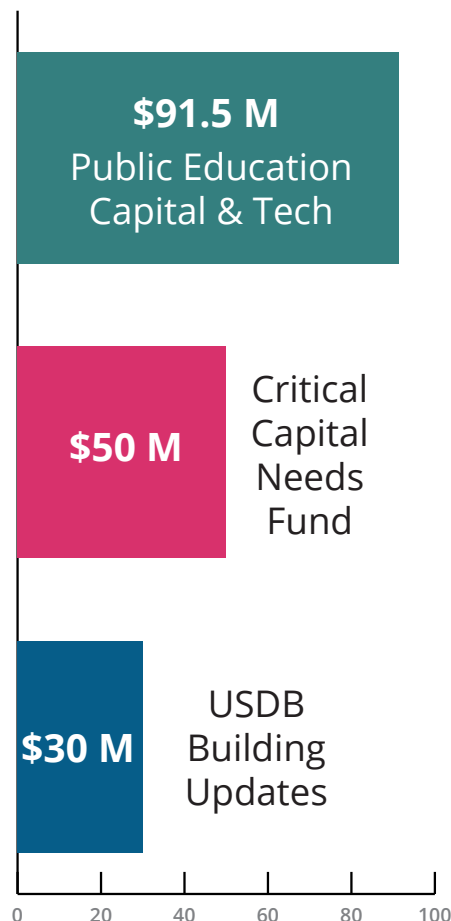 $91.5 M
Public Education
Capital & Tech
$50 M
Critical
Capital
Needs
Fund
$30 M
USDB
Building
Updates
0 20 40 60 80 100